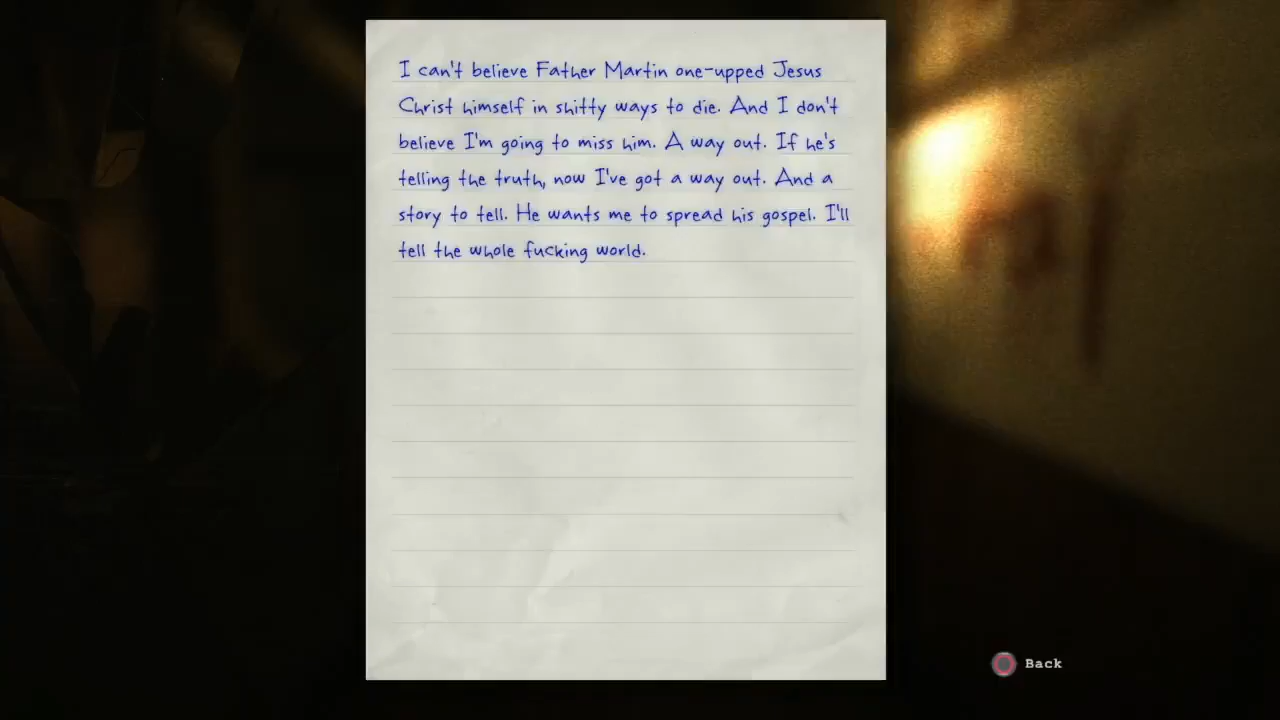 I can't believe Father Martin one-upped Jesus
Christ himself in shitty ways to die. And I don't
believe I'm going to miss him. A way out. If he's
telling the truth, now I've got a way out. And a
story to tell. He wants me to spread his gospel. I'll
tell the whole fucking world.
Back